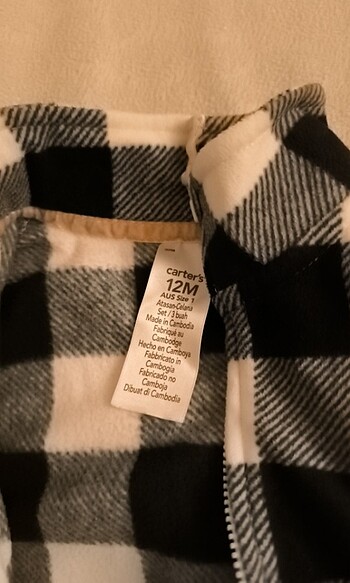 carter's
12M
AUS Size 1
Atasan-Celana
Set / 3 buah
Made in Cambodia
Fabriqué au
Cambodge
Hecho en Camboya
Fabbricato in
Cambogia
Fabricado no
Camboja
Dibuat di Cambodia